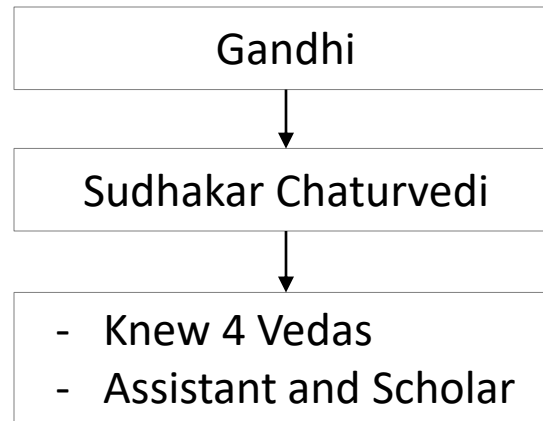 Gandhi
Sudhakar Chaturvedi
- Knew 4 Vedas
- Assistant and Scholar